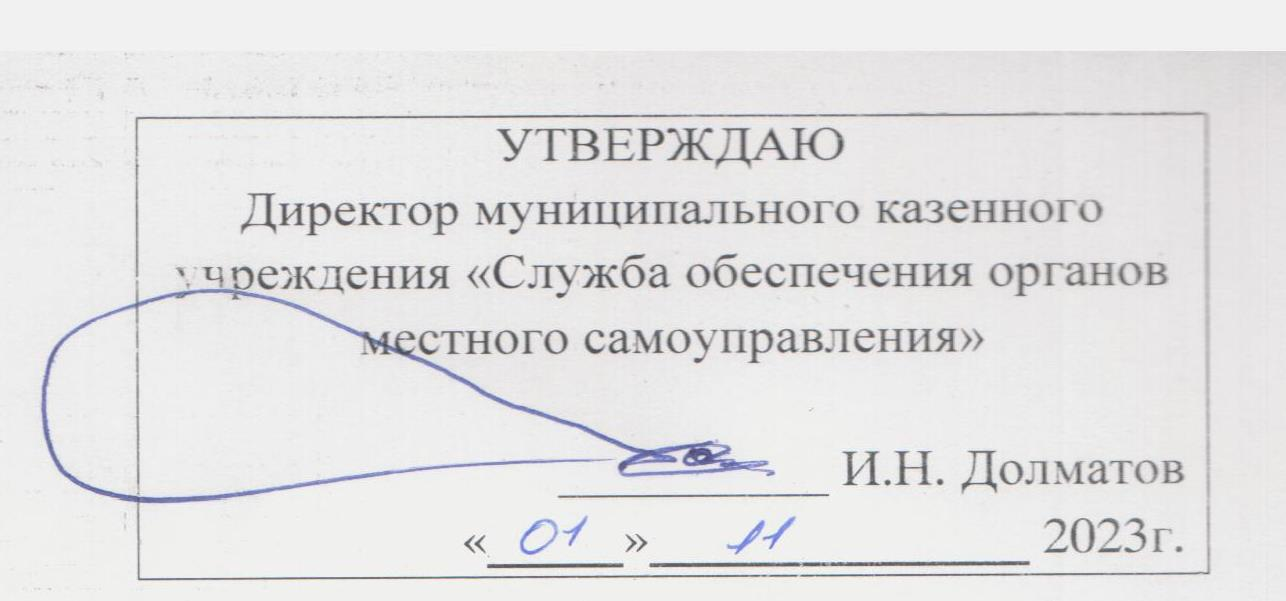 УТВЕРЖДАЮ
Директор муниципального казенного
учреждения «Служба обеспечения органов
местного самоуправления»
И.Н. Долматов
«01» 11 2023г.